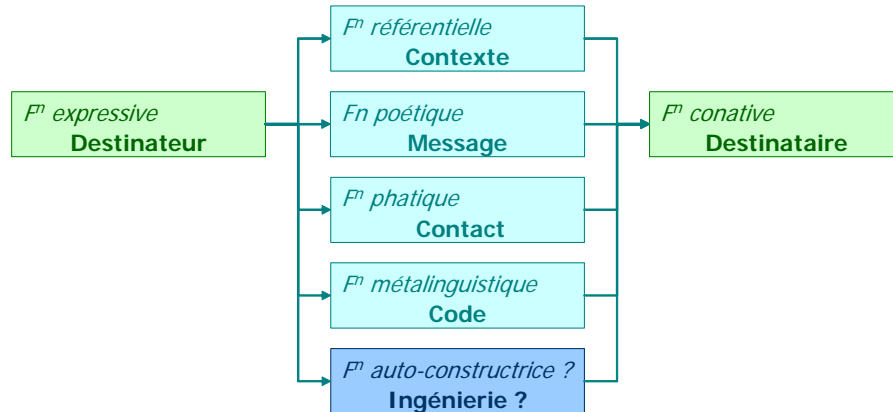 Fⁿ référentielle
Contexte
Fⁿ expressive
Destinateur
Fn poétique
Message
Fⁿ conative
Destinataire
Fⁿ phatique
Contact
Fⁿ métalinguistique
Code
Fⁿ auto-constructrice ?
Ingénierie ?